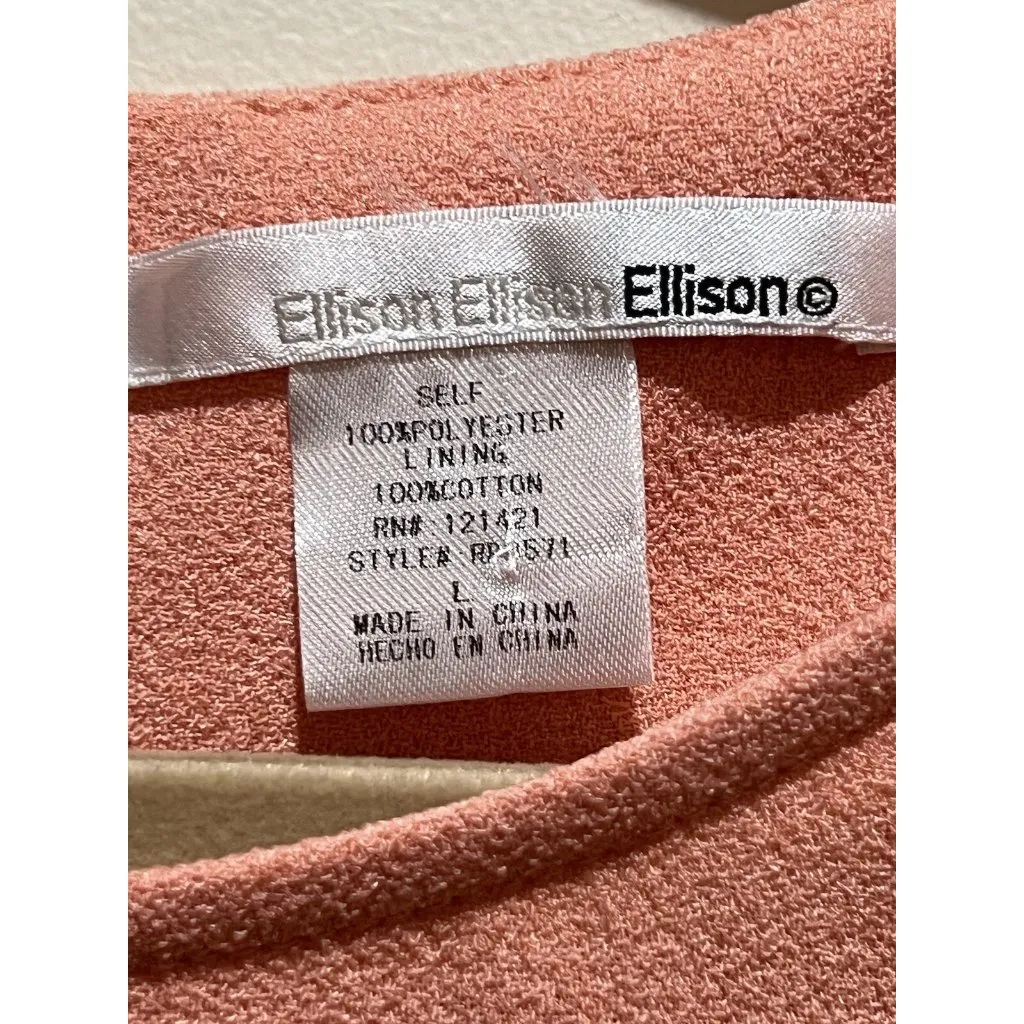 Ellison Ellison Ellison©
SELF
100%POLYESTER
LINING
100%COTTON
RN# 121421
STYLE#
L
MADE IN CHINA
HECHO EN CHINA